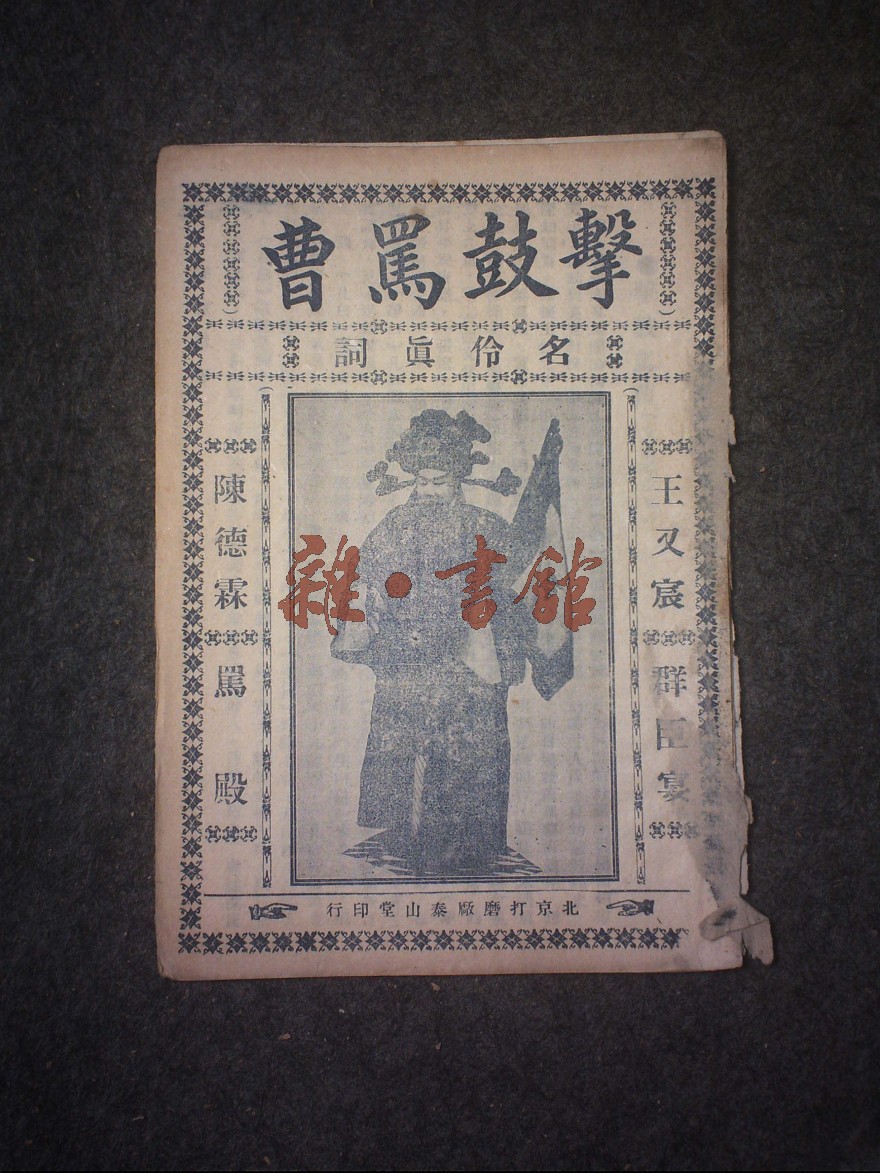 擊鼓罵曹
名伶眞詞
王又宸 群臣宴
陳德霖 罵殿
雜·書館
北京打磨廠泰山堂印行